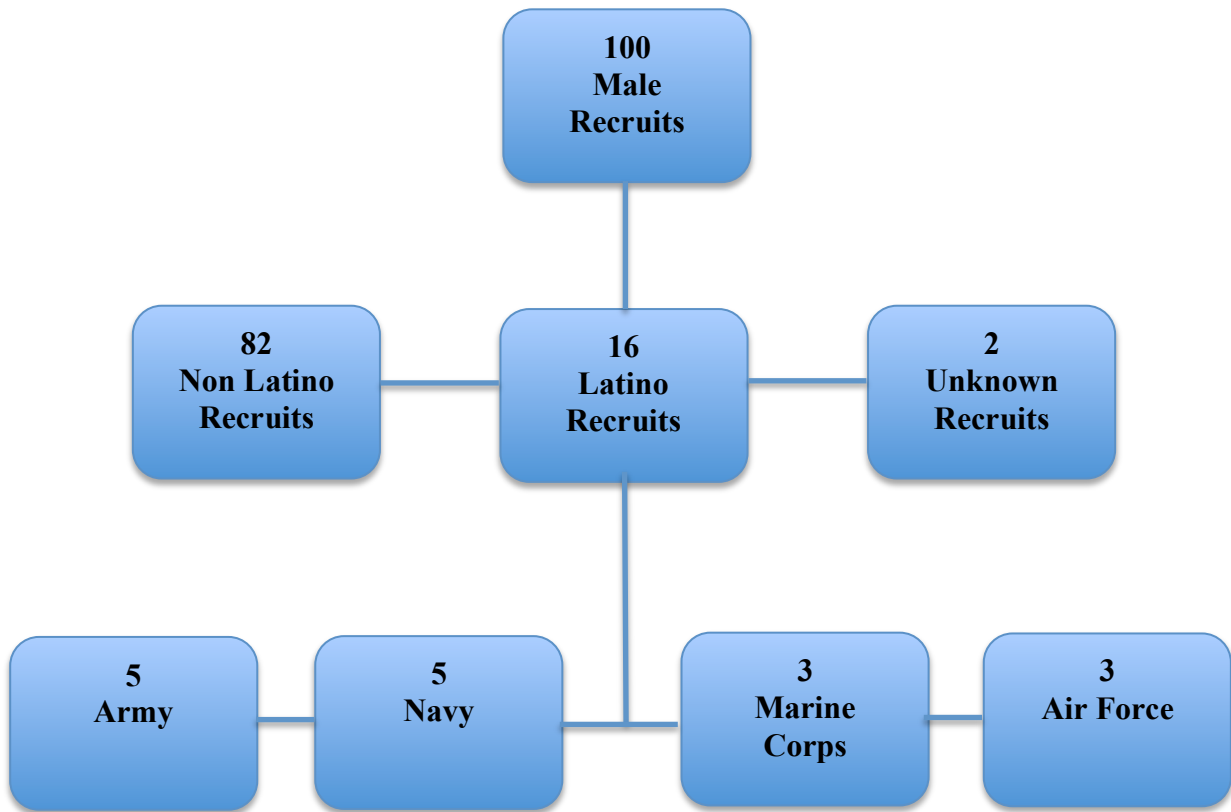 100
Male
Recruits
82
Non Latino
Recruits
16
Latino
Recruits
2
Unknown
Recruits
5
Army
5
Navy
3
Marine
Corps
3
Air Force